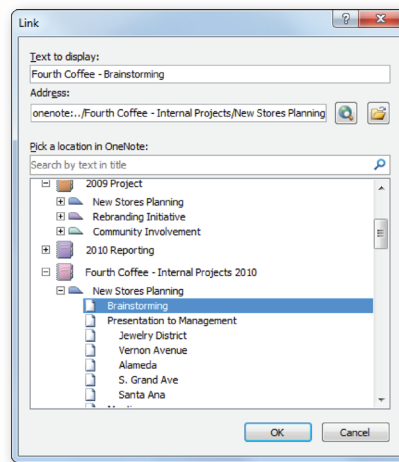 Link
Text to display:
Fourth Coffee - Brainstorming
Address:
onenote:../Fourth Coffee - Internal Projects/New Stores Planning
Pick a location in OneNote:
Search by text in title
2009 Project
New Stores Planning
Rebranding Initiative
Community Involvement
2010 Reporting
Fourth Coffee - Internal Projects 2010
New Stores Planning
Brainstorming
Presentation to Management
Jewelry District
Vernon Avenue
Alameda
S. Grand Ave
Santa Ana
OK Cancel